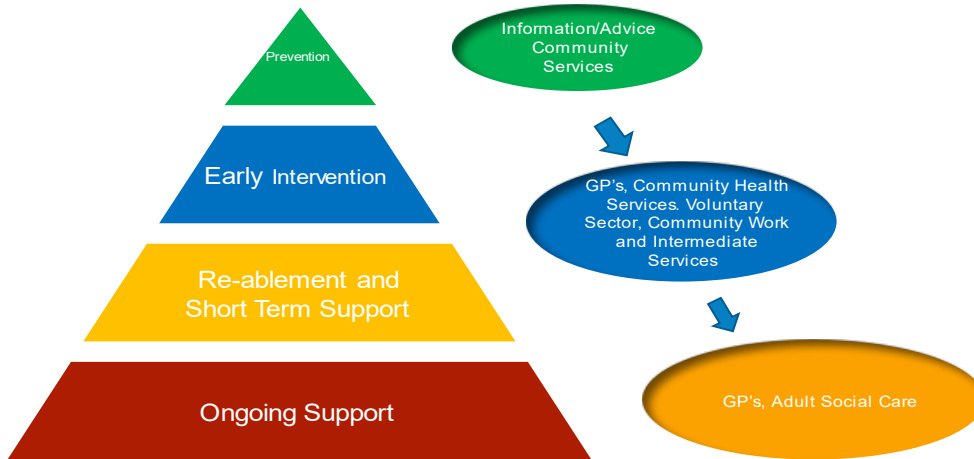 Prevention
Early Intervention
Re-ablement and
Short Term Support
Ongoing Support
Information/Advice
Community
Services
GP's, Community Health
Services. Voluntary
Sector, Community Work
and Intermediate
Services
GP's, Adult Social Care